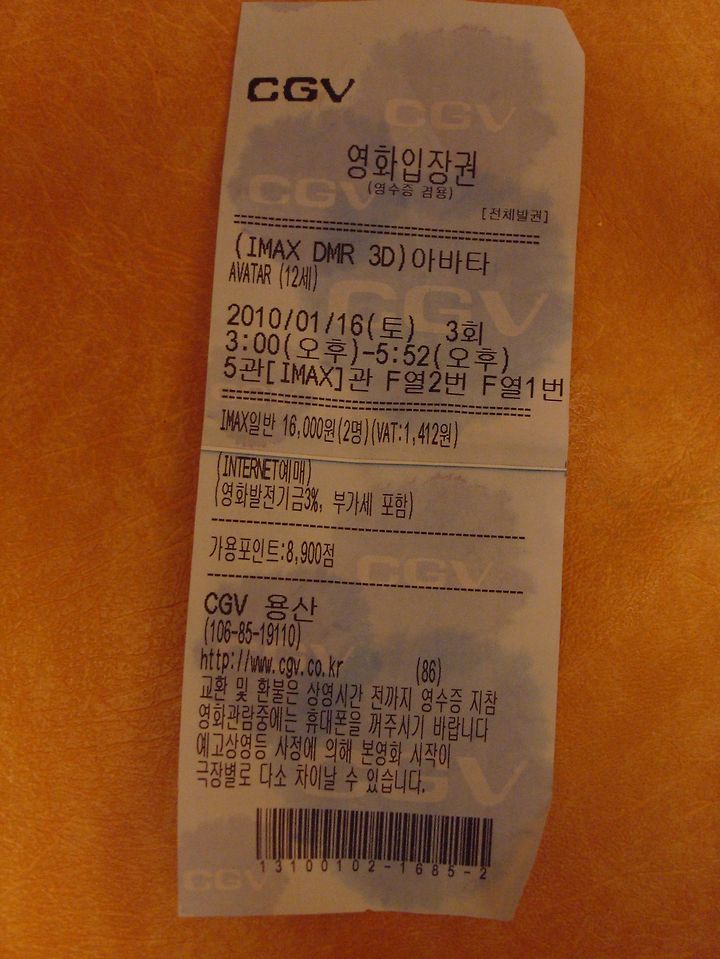 CGV
영화입장권
(영수증 겸용)
[전체발권]
(IMAX DMR 3D)아바타
AVATAR (12세)
2010/01/16(토) 3회
3:00(오후)-5:52(오후)
5관[IMAX]관 F열2번 F열1번
IMAX일반 16,000원(2명)(VAT:1,412원)
(INTERNET예매)
(영화발전기금3%, 부가세 포함)
가용포인트:8,900점
CGV 용산
(106-85-19110)
http://www.cgv.co.kr (86)
교환 및 환불은 상영시간 전까지 영수증 지참
영화관람중에는 휴대폰을 꺼주시기 바랍니다
예고상영등 사정에 의해 본영화 시작이
극장별로 다소 차이날 수 있습니다.
13100102-1685-2